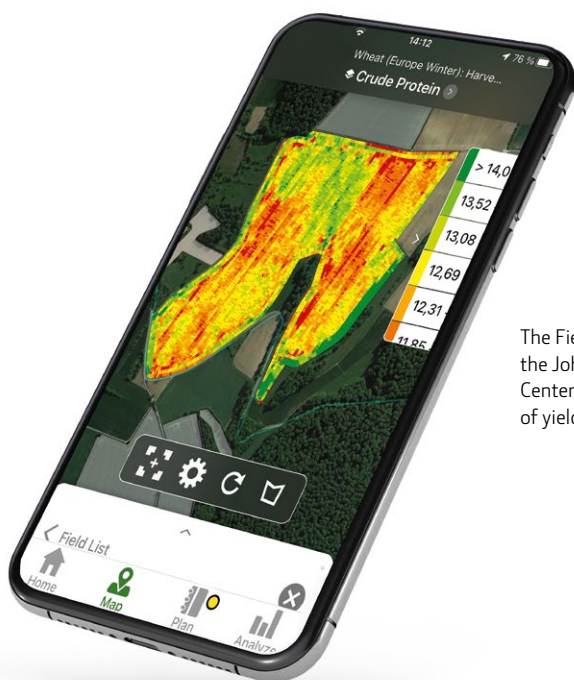 14:12
76 %
Wheat (Europe Winter): Harve...
Crude Protein
> 14,0
13,52
13,08
12,69
12,31
11,85
Field List
Home
Map
Plan
Analyze
The Fie
the Joh
Center
of yield